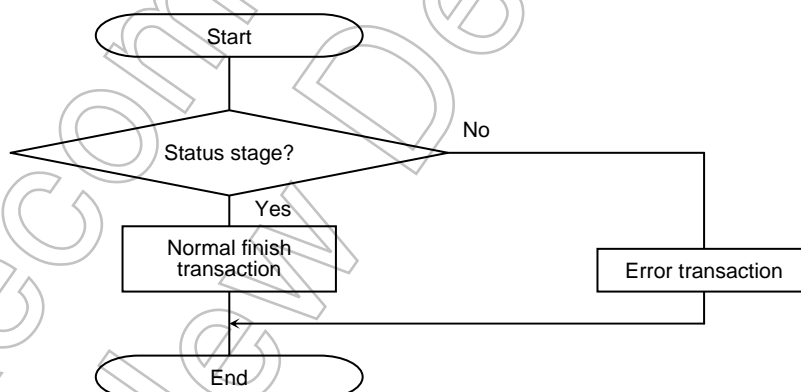 Start
Status stage?
No
Yes
Normal finish
transaction
Error transaction
End